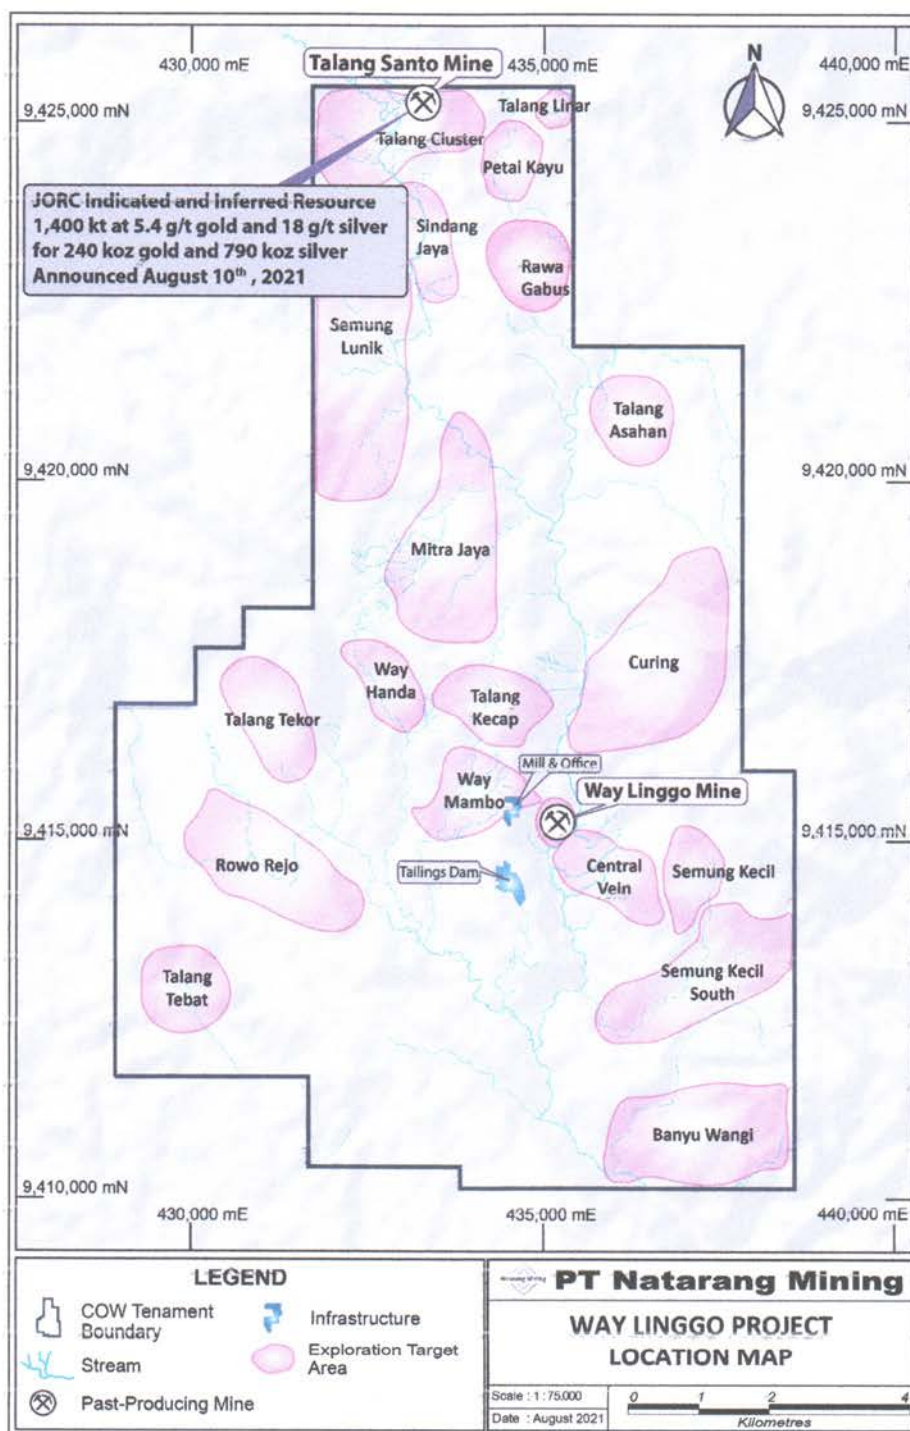 430,000 mE
Talang Santo Mine
435,000 mE
440,000 mE
N
9,425,000 mN
9,425,000 mN
Talang Linar
Talang Cluster
Petai Kayu
JORC Indicated and Inferred Resource
1,400 kt at 5.4 g/t gold and 18 g/t silver
for 240 koz gold and 790 koz silver
Announced August 10th , 2021
Sindang
Jaya
Rawa
Gabus
Semung
Lunik
Talang
Asahan
9,420,000 mN
9,420,000 mN
Mitra Jaya
Curing
Way
Handa
Talang
Kecap
Talang Tekor
Mill & Office
Way
Mambo
Way Linggo Mine
9,415,000 mN
9,415,000 mN
Rowo Rejo
Tailings Dam
Central
Vein
Semung Kecil
Talang
Tebat
Semung Kecil
South
Banyu Wangi
9,410,000 mN
9,410,000 mN
430,000 mE
435,000 mE
440,000 mE
LEGEND
COW Tenament
Boundary
Infrastructure
Stream
Exploration Target
Area
Past-Producing Mine
PT Natarang Mining
WAY LINGGO PROJECT
LOCATION MAP
Scale : 1 : 75.000
Date : August 2021
0 1 2 4
Kilometres